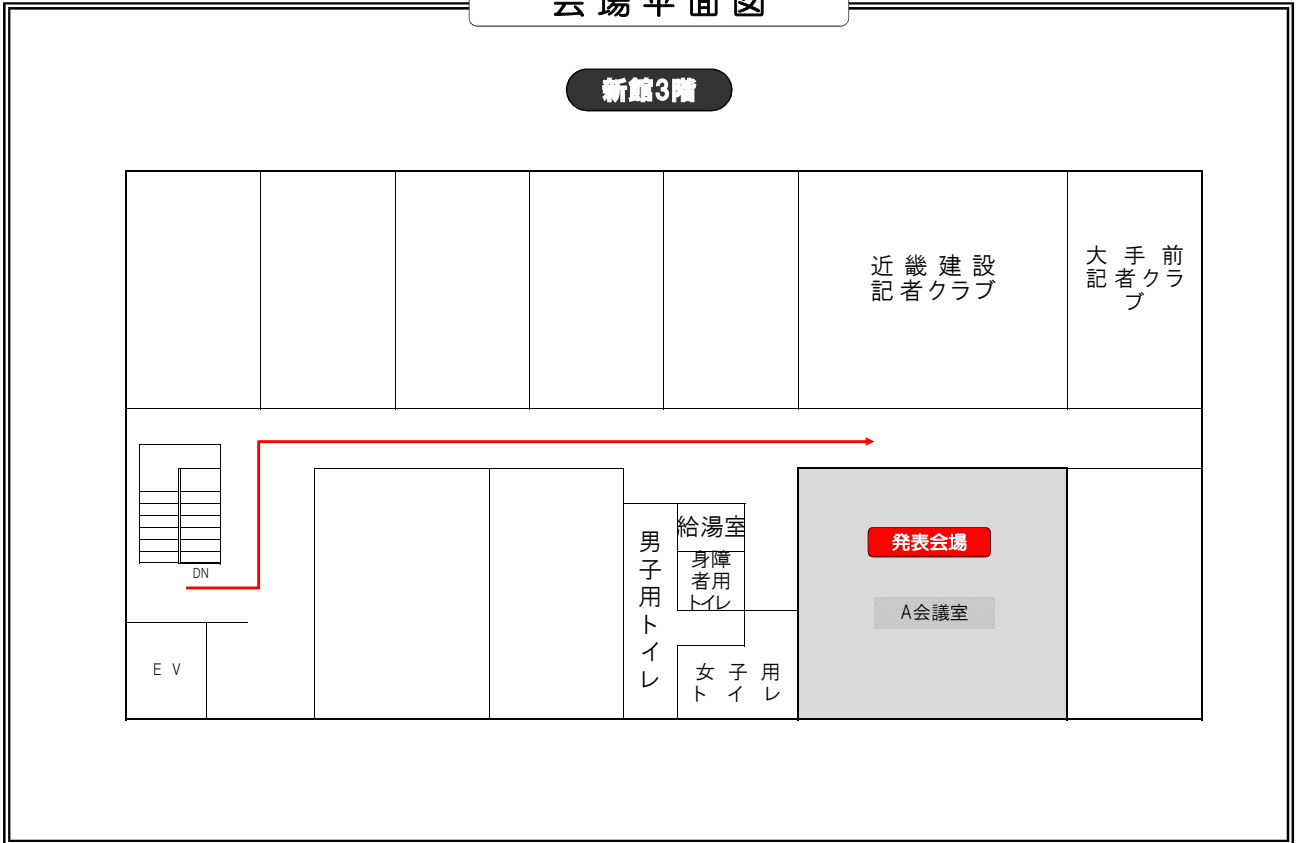 会場平面図
新館3階
近畿建設
記者クラブ
大手前
記者クラ
ブ
DN
給湯室
身障
者用
トイレ
男子用トイレ
発表会場
A会議室
ＥＶ
女子用
トイレ